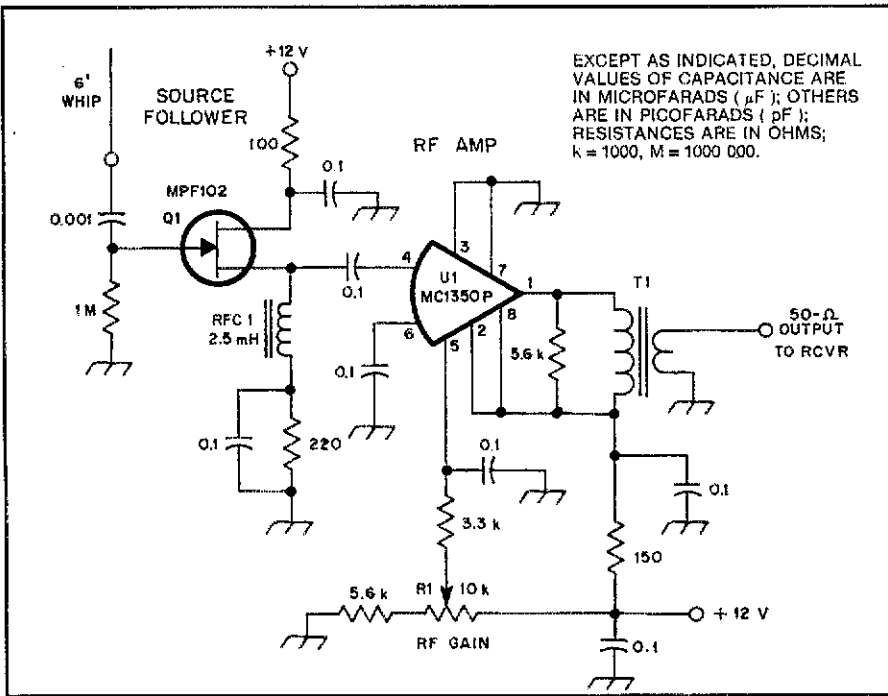 +12 V
6'
WHIP
SOURCE
FOLLOWER
EXCEPT AS INDICATED, DECIMAL
VALUES OF CAPACITANCE ARE
IN MICROFARADS ( µF ); OTHERS
ARE IN PICOFARADS ( pF );
RESISTANCES ARE IN OHMS;
k = 1000, M = 1000 000.
100
RF AMP
0.1
MPF102
Q1
0.001
3
4
U1
MC1350P
7
1
T1
0.1
1M
RFC 1
2.5 mH
6
5
2
8
5.6 k
50-Ω
OUTPUT
TO RCVR
0.1
0.1
220
0.1
0.1
3.3 k
150
5.6 k
R1
10 k
+ 12 V
RF GAIN
0.1